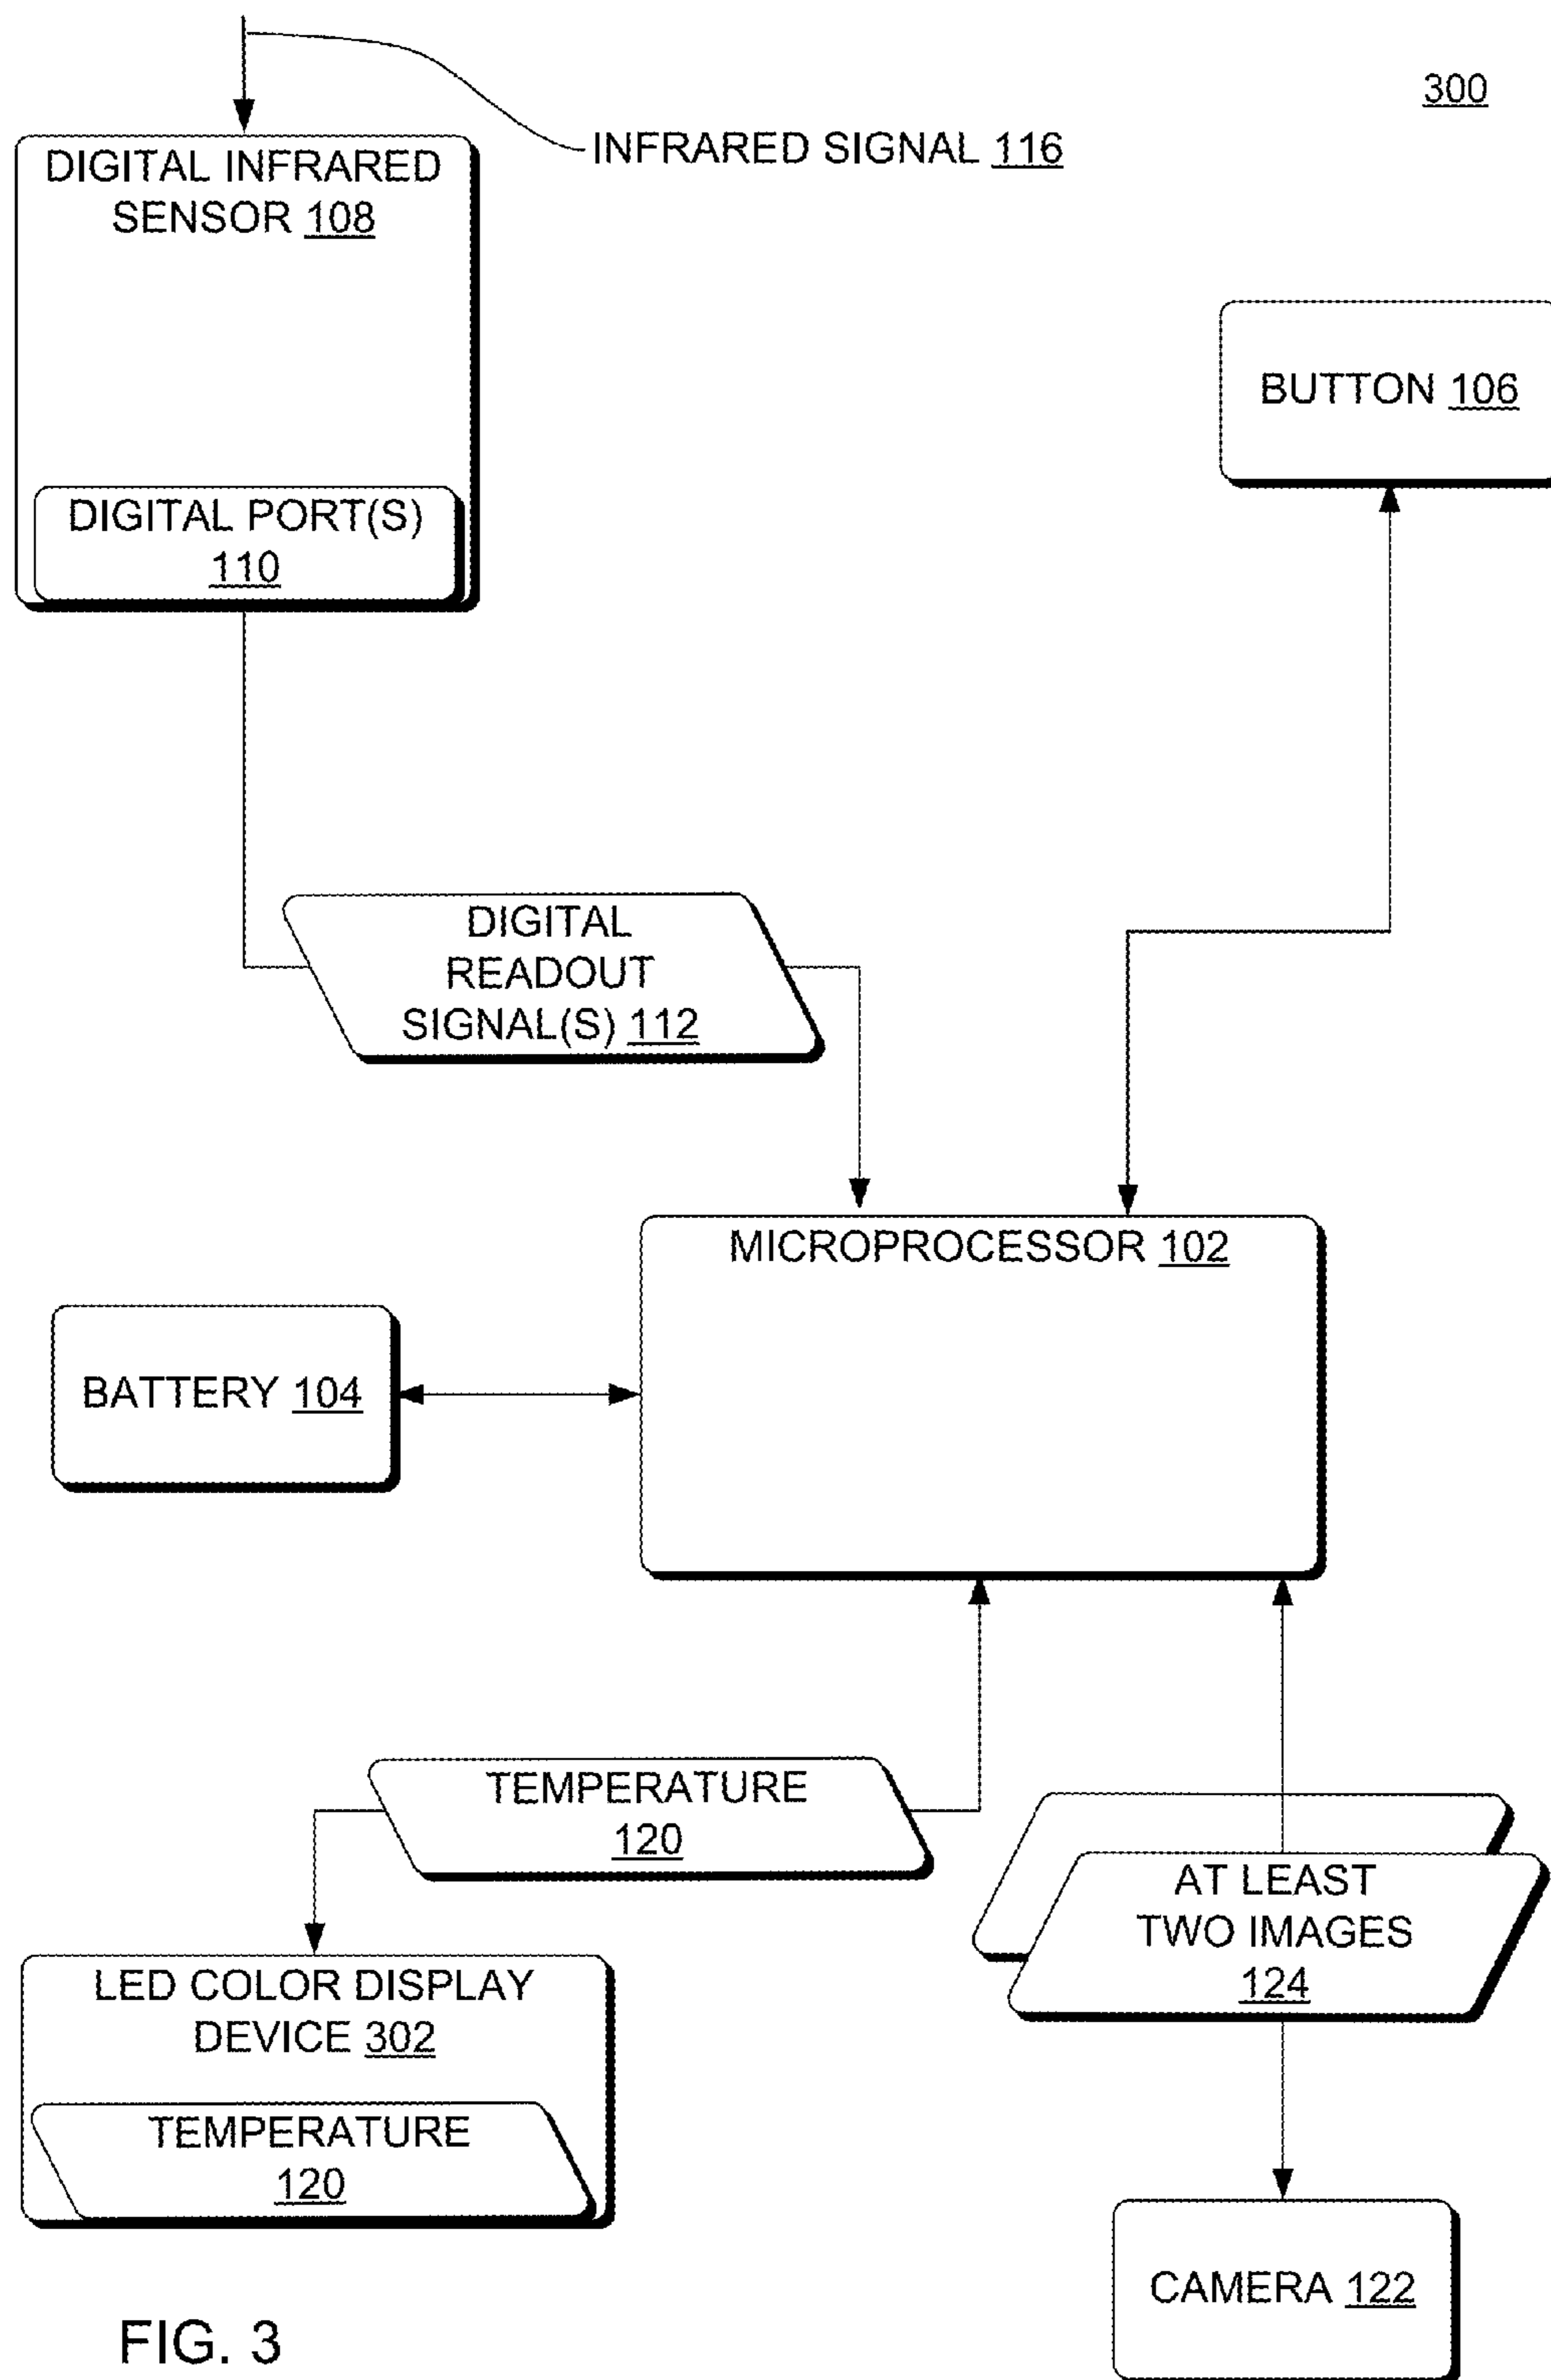 300
INFRARED SIGNAL 116
DIGITAL INFRARED
SENSOR 108
BUTTON 106
DIGITAL PORT(S)
110
DIGITAL
READOUT
SIGNAL(S) 112
MICROPROCESSOR 102
BATTERY 104
TEMPERATURE
120
AT LEAST
TWO IMAGES
124
LED COLOR DISPLAY
DEVICE 302
TEMPERATURE
120
CAMERA 122
FIG. 3